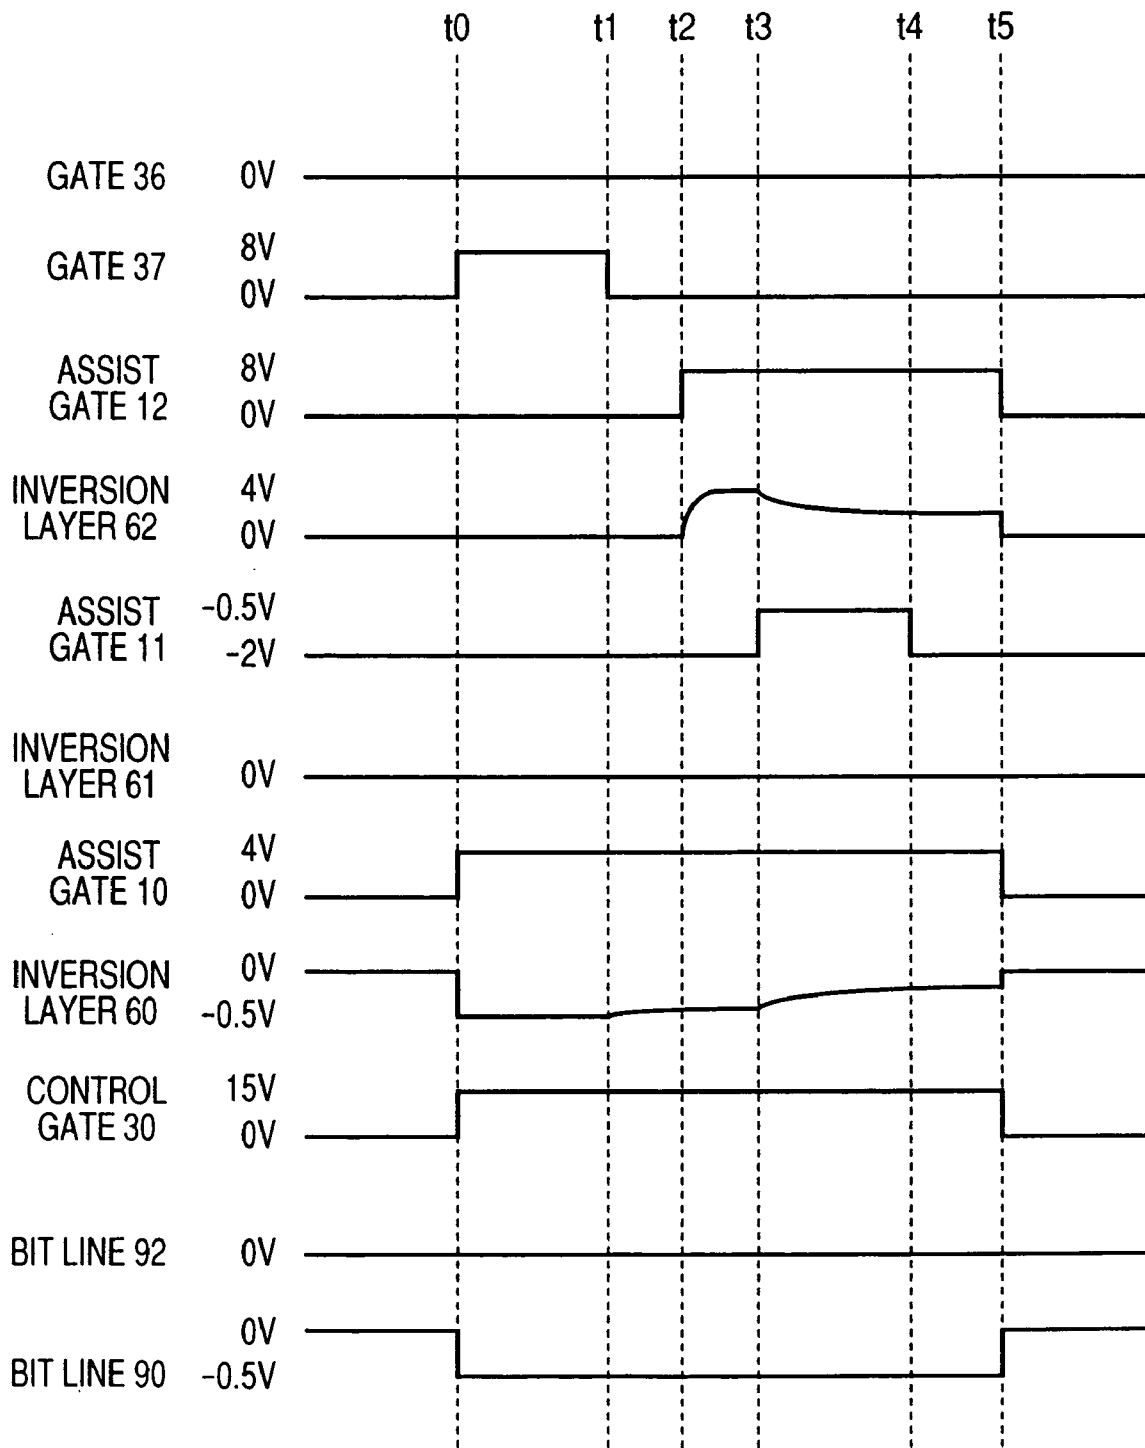 t0 t1 t2 t3 t4 t5
GATE 36 0V
8V
GATE 37
0V
ASSIST 8V
GATE 12 0V
INVERSION 4V
LAYER 62 0V
ASSIST -0.5V
GATE 11 -2V
INVERSION
LAYER 61 0V
ASSIST 4V
GATE 10 0V
INVERSION 0V
LAYER 60 -0.5V
CONTROL 15V
GATE 30 0V
BIT LINE 92 0V
0V
BIT LINE 90 -0.5V